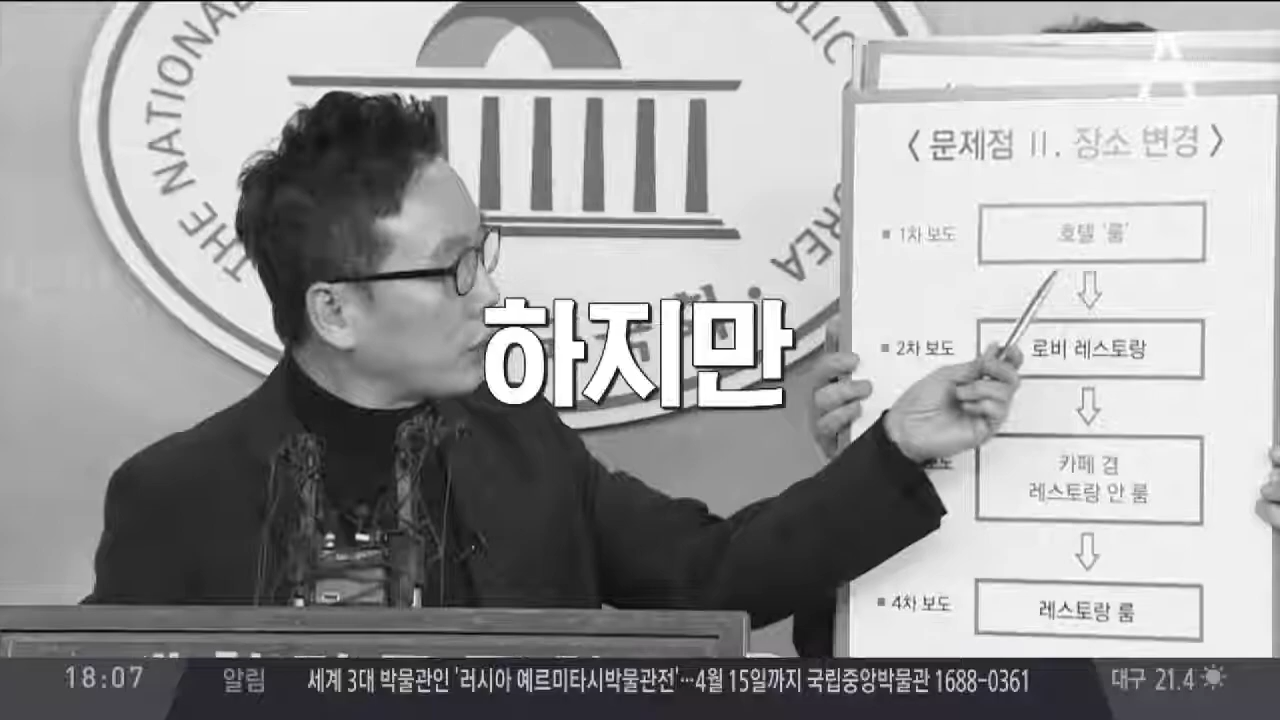 THE NATIONAL
PUBLIC
KOREA
< 문제점 II. 장소 변경 >
1차 보도
호텔 '룸'
2차 보도
로비 레스토랑
카페 겸
레스토랑 안 룸
4차 보도
레스토랑 룸
하지만
18:07
알림
세계 3대 박물관인 '러시아 예르미타시박물관전'…4월 15일까지 국립중앙박물관 1688-0361
대구 21.4